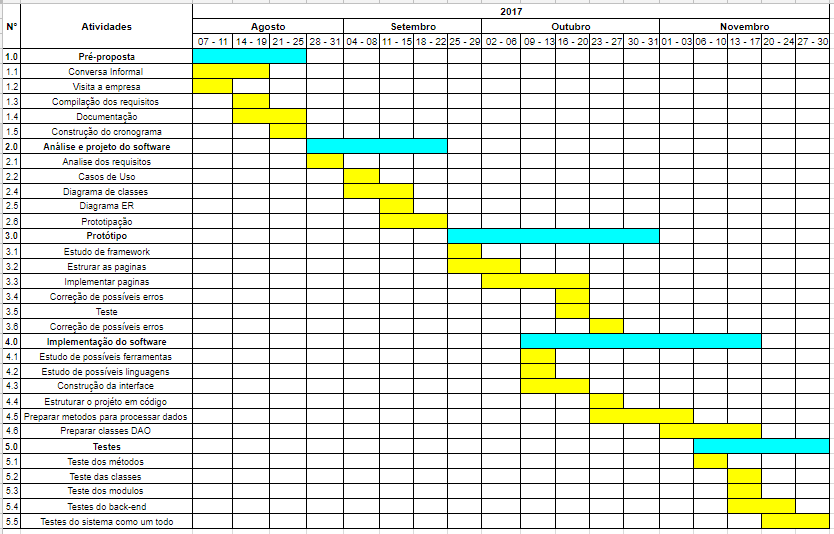 2017
N° Atividades
Agosto Setembro Outubro Novembro
07 - 11 14 - 19 21 - 25 28 - 31 04 - 08 11 - 15 18 - 22 25 - 29 02 - 06 09 - 13 16 - 20 23 - 27 30 - 31 01 - 03 06 - 10 13 - 17 20 - 24 27 - 30
1.0 Pré-proposta
1.1 Conversa Informal
1.2 Visita a empresa
1.3 Compilação dos requisitos
1.4 Documentação
1.5 Construção do cronograma
2.0 Análise e projeto do software
2.1 Analise dos requisitos
2.2 Casos de Uso
2.4 Diagrama de classes
2.5 Diagrama ER
2.6 Prototipação
3.0 Protótipo
3.1 Estudo de framework
3.2 Estrurar as paginas
3.3 Implementar paginas
3.4 Correção de possíveis erros
3.5 Teste
3.6 Correção de possíveis erros
4.0 Implementação do software
4.1 Estudo de possíveis ferramentas
4.2 Estudo de possíveis linguagens
4.3 Construção da interface
4.4 Estruturar o projéto em código
4.5 Preparar metodos para processar dados
4.6 Preparar classes DAO
5.0 Testes
5.1 Teste dos métodos
5.2 Teste das classes
5.3 Teste dos modulos
5.4 Testes do back-end
5.5 Testes do sistema como um todo